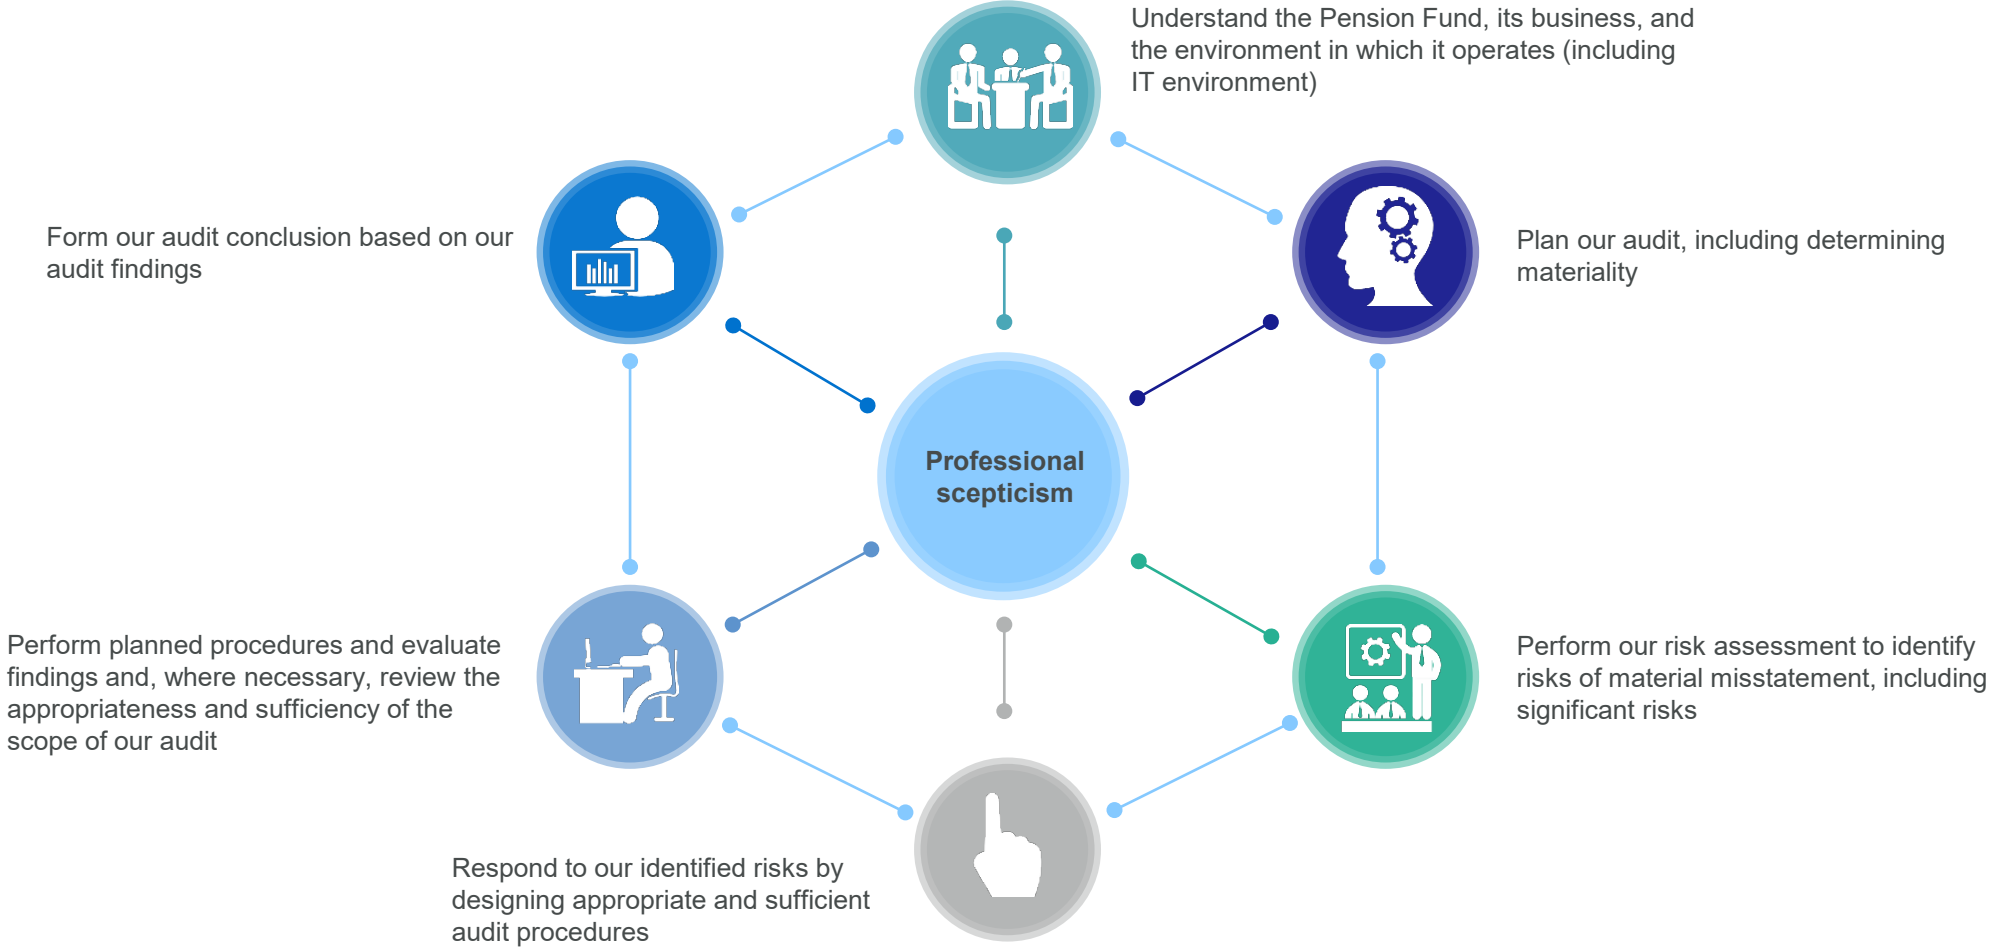 Understand the Pension Fund, its business, and
the environment in which it operates (including
IT environment)
Plan our audit, including determining
materiality
Perform our risk assessment to identify
risks of material misstatement, including
significant risks
Respond to our identified risks by
designing appropriate and sufficient
audit procedures
Perform planned procedures and evaluate
findings and, where necessary, review the
appropriateness and sufficiency of the
scope of our audit
Form our audit conclusion based on our
audit findings
Professional
scepticism